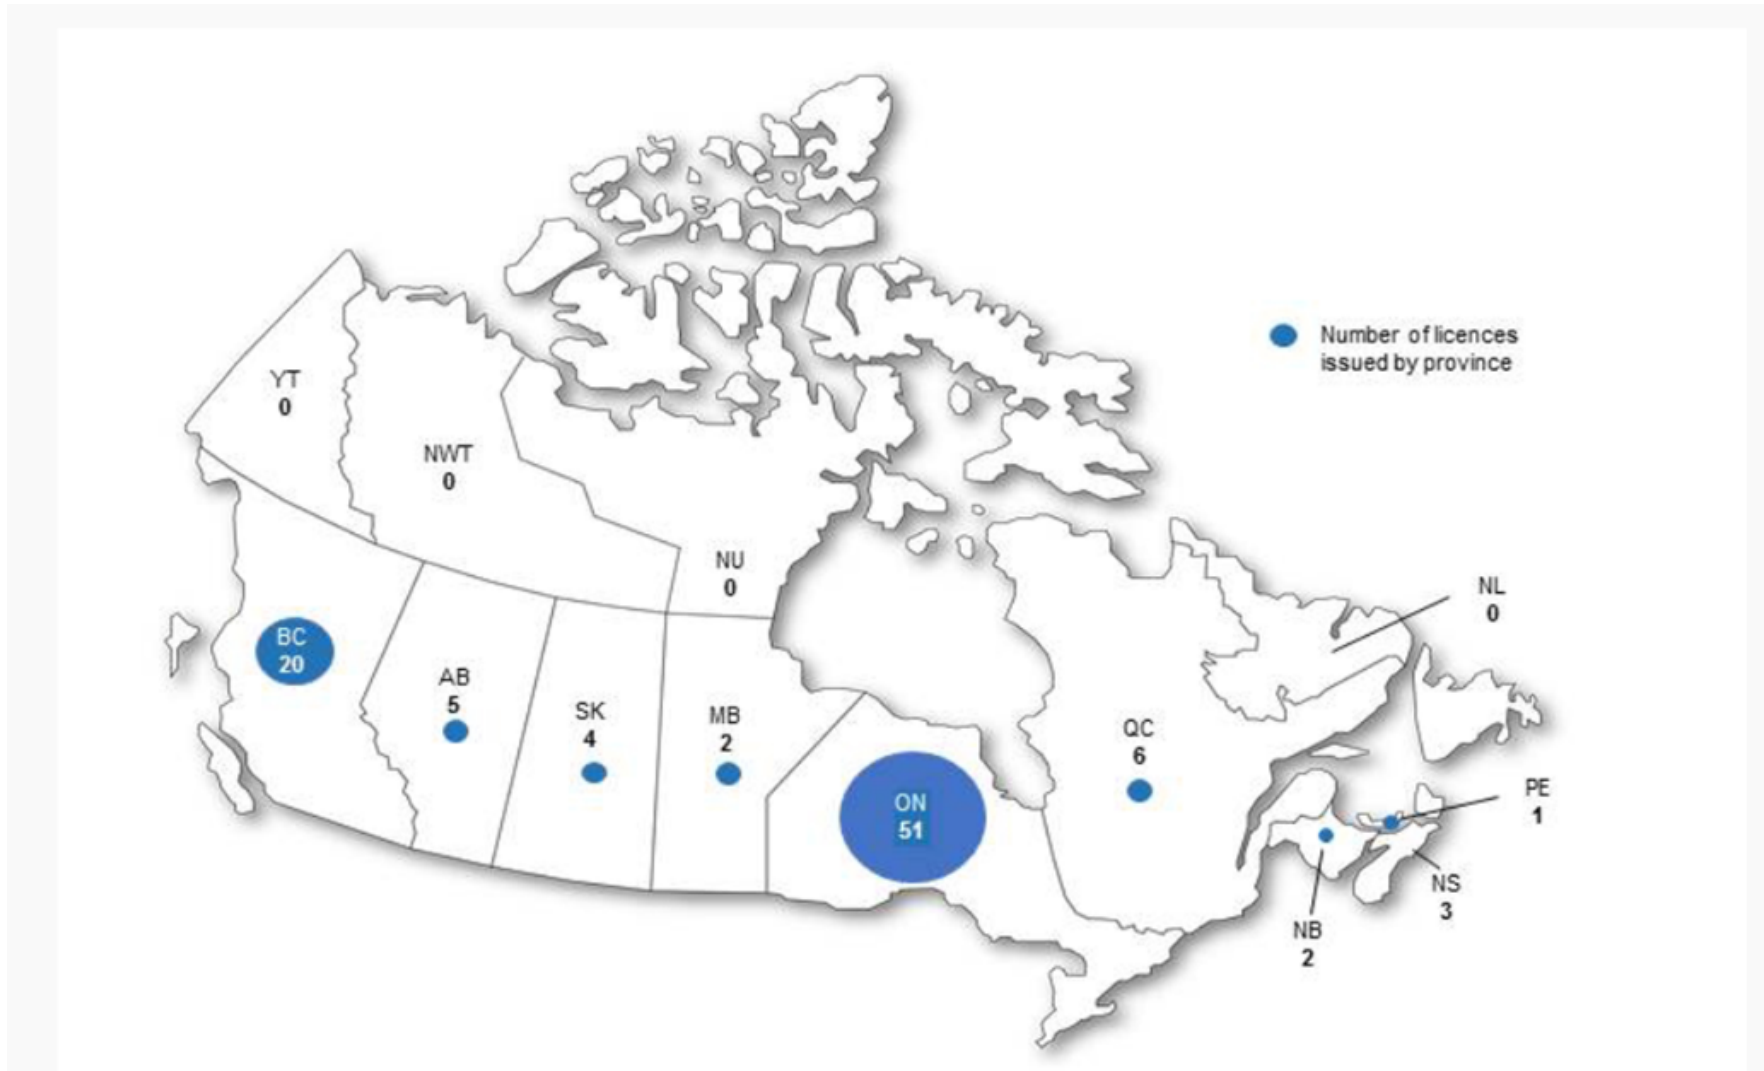 Number of licences
issued by province
YT
0
NWT
0
NU
0
NL
0
BC
20
AB
5
SK
4
MB
2
ON
51
QC
6
PE
1
NS
3
NB
2